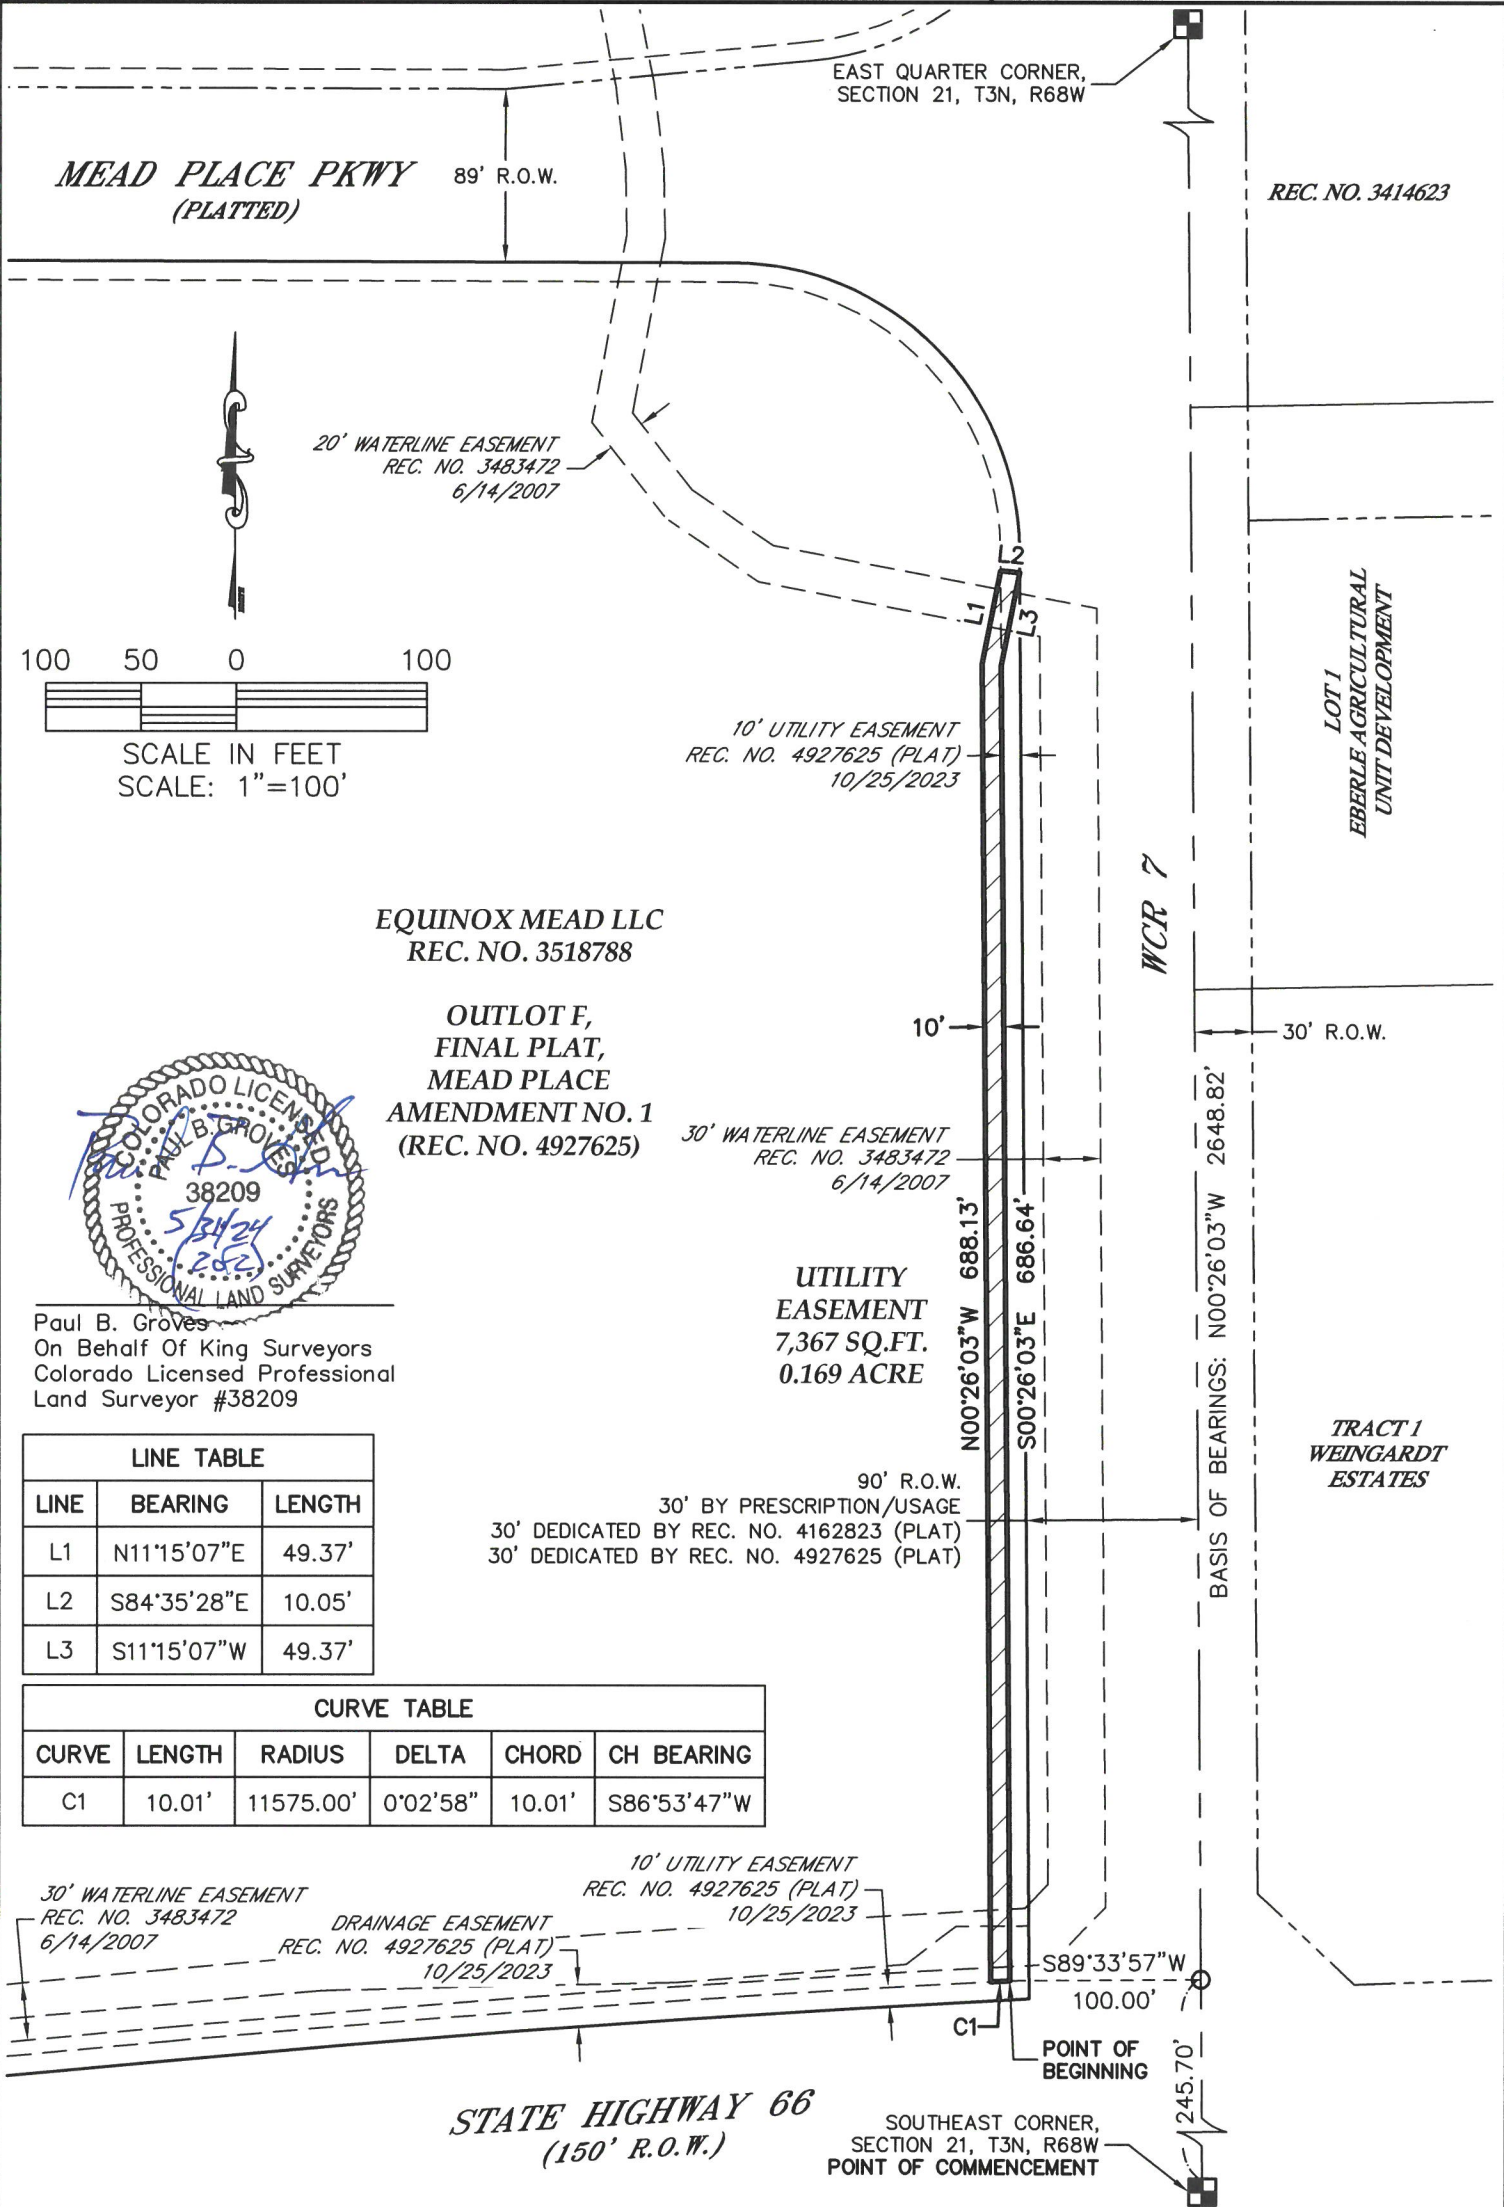 EAST QUARTER CORNER,
SECTION 21, T3N, R68W
MEAD PLACE PKWY
(PLATTED)
89' R.O.W.
REC. NO. 3414623
20' WATERLINE EASEMENT
REC. NO. 3483472
6/14/2007
L2
L1
L3
100 50 0 100
SCALE IN FEET
SCALE: 1"=100'
LOT 1
EBERLE AGRICULTURAL
UNIT DEVELOPMENT
10' UTILITY EASEMENT
REC. NO. 4927625 (PLAT)
10/25/2023
WCR 7
EQUINOX MEAD LLC
REC. NO. 3518788
OUTLOT F,
FINAL PLAT,
MEAD PLACE
AMENDMENT NO. 1
(REC. NO. 4927625)
10'
30' R.O.W.
30' WATERLINE EASEMENT
REC. NO. 3483472
6/14/2007
COLORADO LICENSED
PAUL B. GROVES
38209
5/31/24
PROFESSIONAL LAND SURVEYORS
Paul B. Groves
On Behalf Of King Surveyors
Colorado Licensed Professional
Land Surveyor #38209
UTILITY
EASEMENT
7,367 SQ.FT.
0.169 ACRE
N00°26'03"W 688.13'
S00°26'03"E 686.64'
BASIS OF BEARINGS: N00°26'03"W 2648.82'
TRACT 1
WEINGARDT
ESTATES
90' R.O.W.
30' BY PRESCRIPTION/USAGE
30' DEDICATED BY REC. NO. 4162823 (PLAT)
30' DEDICATED BY REC. NO. 4927625 (PLAT)
LINE TABLE
LINE BEARING LENGTH
L1 N11°15'07"E 49.37'
L2 S84°35'28"E 10.05'
L3 S11°15'07"W 49.37'
CURVE TABLE
CURVE LENGTH RADIUS DELTA CHORD CH BEARING
C1 10.01' 11575.00' 0°02'58" 10.01' S86°53'47"W
30' WATERLINE EASEMENT
REC. NO. 3483472
6/14/2007
DRAINAGE EASEMENT
REC. NO. 4927625 (PLAT)
10/25/2023
10' UTILITY EASEMENT
REC. NO. 4927625 (PLAT)
10/25/2023
S89°33'57"W
100.00'
C1
POINT OF
BEGINNING
245.70'
STATE HIGHWAY 66
(150' R.O.W.)
SOUTHEAST CORNER,
SECTION 21, T3N, R68W
POINT OF COMMENCEMENT